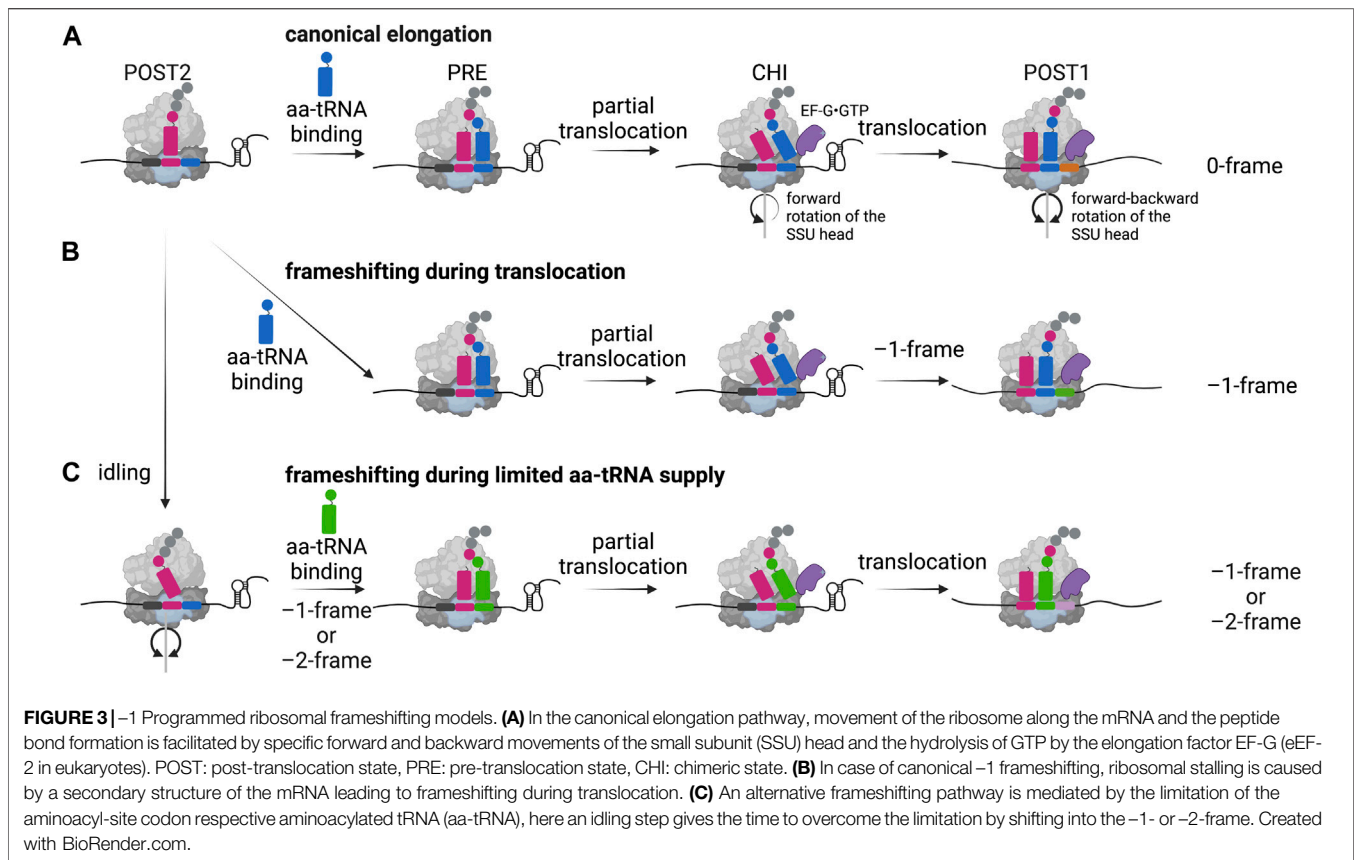 A
canonical elongation
POST2
aa-tRNA
binding
PRE
partial
translocation
CHI
EF-G•GTP
translocation
POST1
0-frame
forward
rotation of the
SSU head
forward-backward
rotation of the
SSU head
B
frameshifting during translocation
aa-tRNA
binding
partial
translocation
–1-frame
–1-frame
C
idling
frameshifting during limited aa-tRNA supply
aa-tRNA
binding
–1-frame
or
–2-frame
partial
translocation
translocation
–1-frame
or
–2-frame
FIGURE 3 | –1 Programmed ribosomal frameshifting models. (A) In the canonical elongation pathway, movement of the ribosome along the mRNA and the peptide
bond formation is facilitated by specific forward and backward movements of the small subunit (SSU) head and the hydrolysis of GTP by the elongation factor EF-G (eEF-
2 in eukaryotes). POST: post-translocation state, PRE: pre-translocation state, CHI: chimeric state. (B) In case of canonical –1 frameshifting, ribosomal stalling is caused
by a secondary structure of the mRNA leading to frameshifting during translocation. (C) An alternative frameshifting pathway is mediated by the limitation of the
aminoacyl-site codon respective aminoacylated tRNA (aa-tRNA), here an idling step gives the time to overcome the limitation by shifting into the –1- or –2-frame. Created
with BioRender.com.